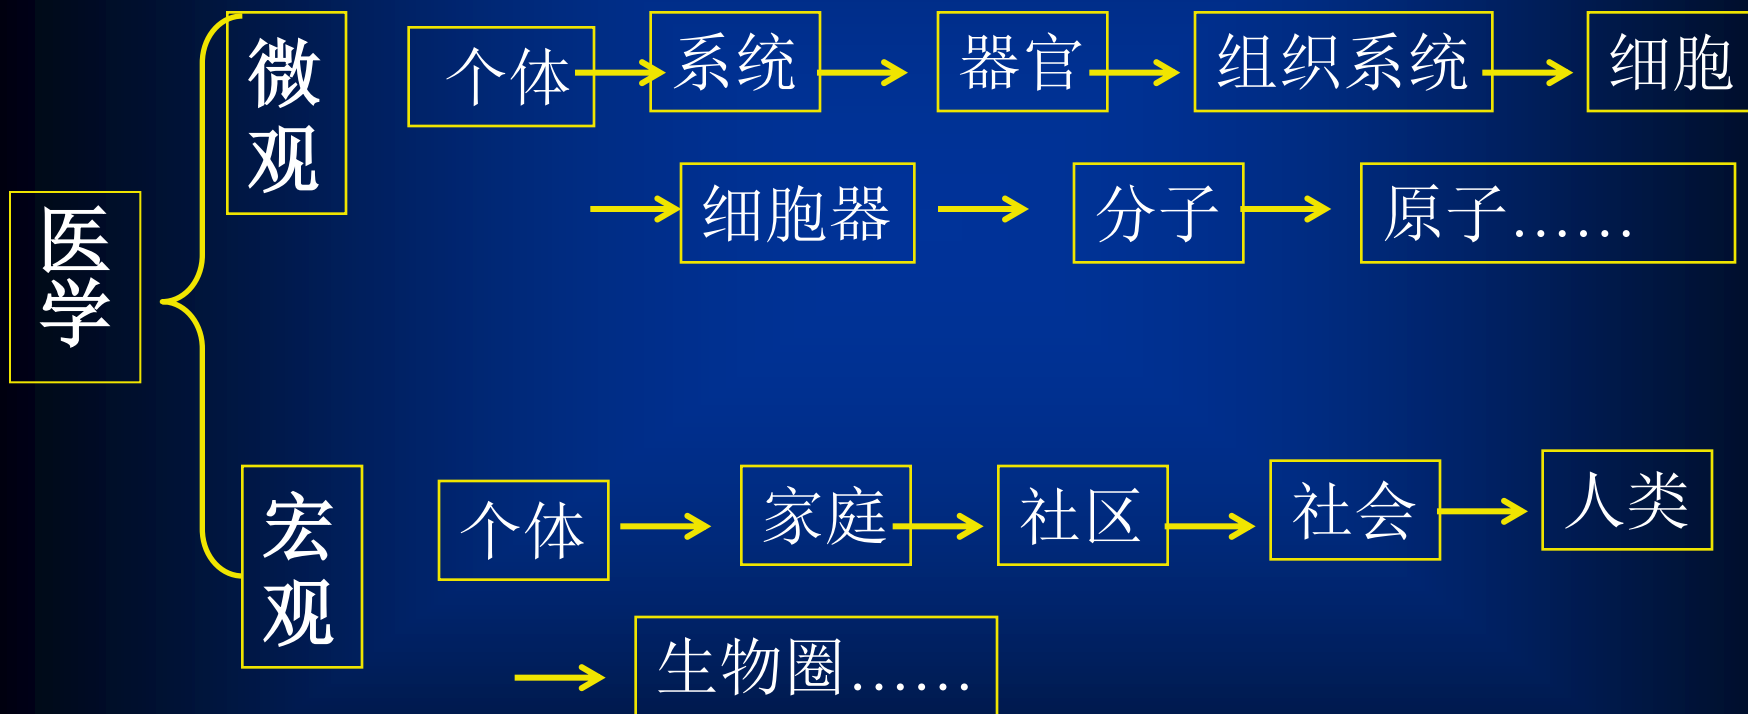 医学
微观
个体
系统
器官
组织系统
细胞
细胞器
分子
原子......
宏观
个体
家庭
社区
社会
人类
生物圈......